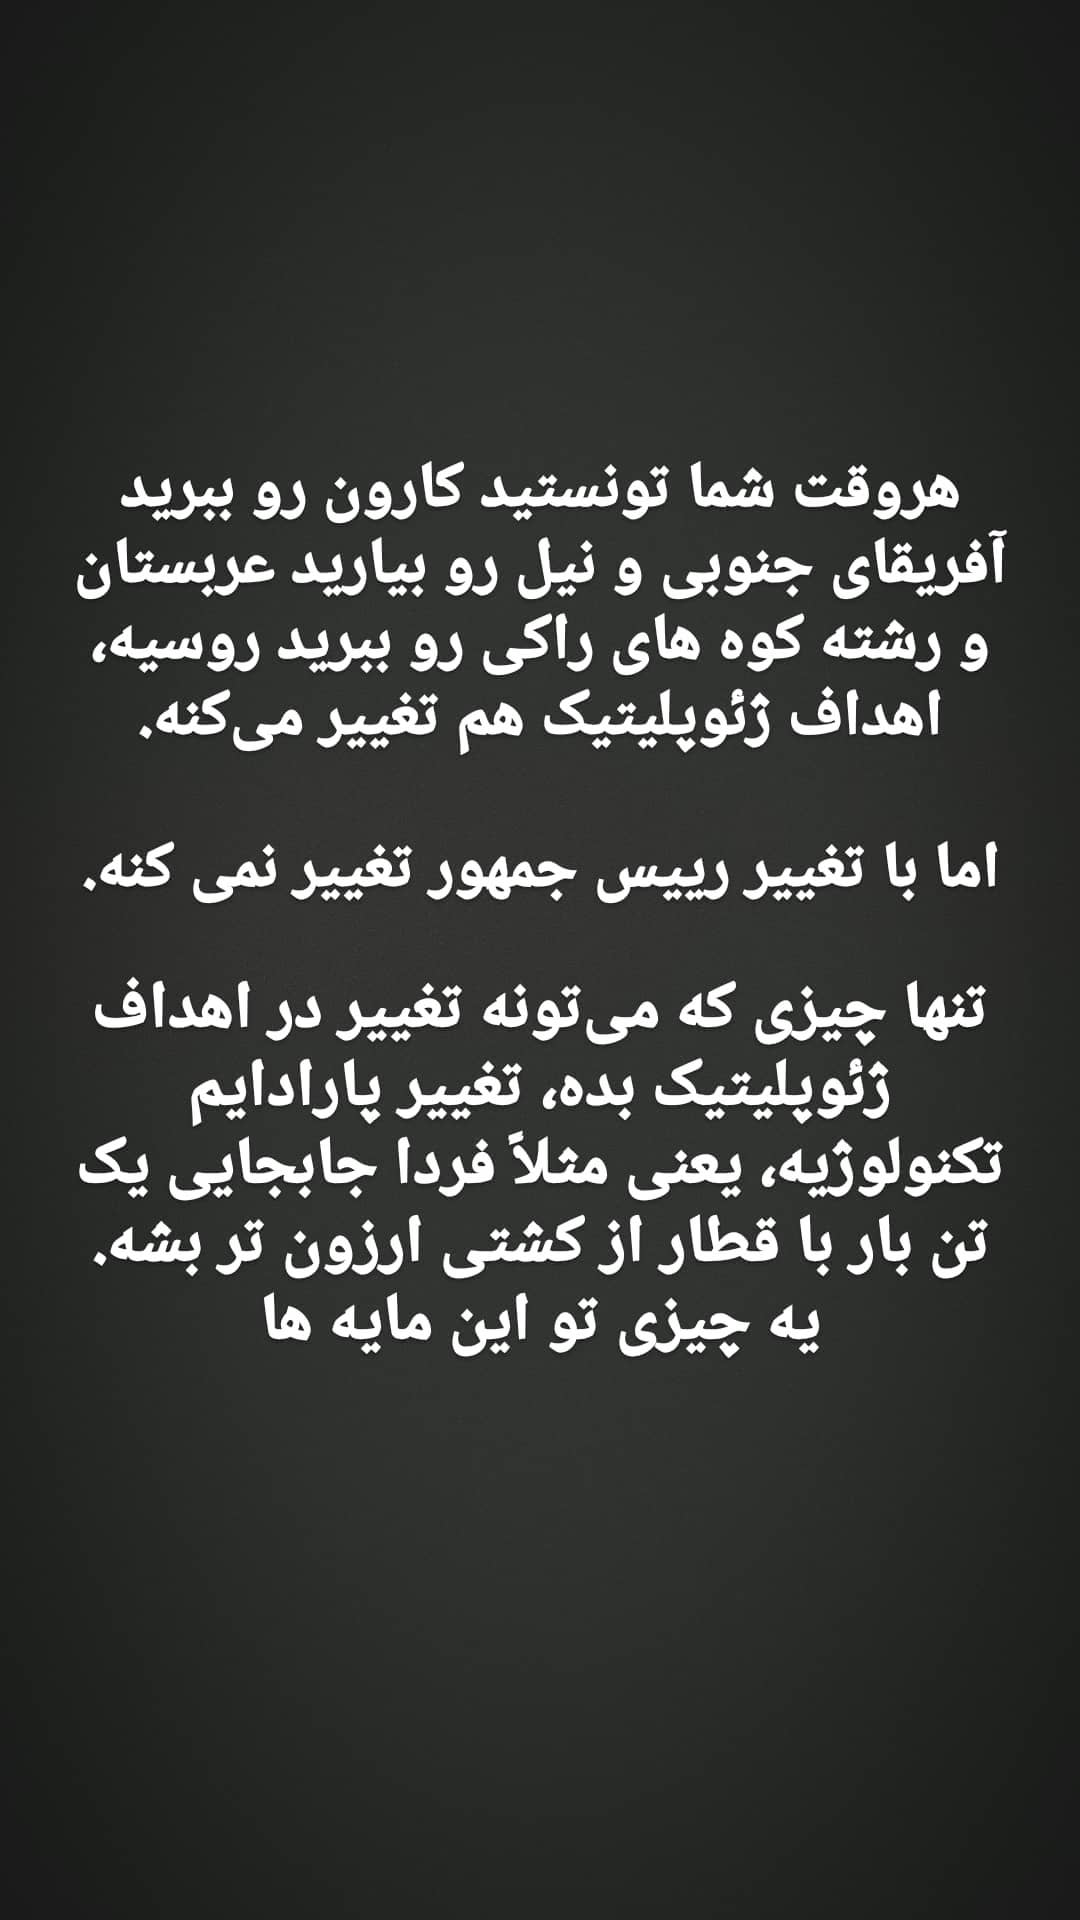 هروقت شما تونستید کارون رو ببرید
آفریقای جنوبی و نیل رو بیارید عربستان
و رشته کوه های راکی رو ببرید روسیه،
اهداف ژئوپلیتیک هم تغییر می‌کنه.
اما با تغییر رییس جمهور تغییر نمی کنه.
تنها چیزی که می‌تونه تغییر در اهداف
ژئوپلیتیک بده، تغییر پارادایم
تکنولوژیه، یعنی مثلاً فردا جابجایی یک
تن بار با قطار از کشتی ارزون تر بشه.
یه چیزی تو این مایه ها